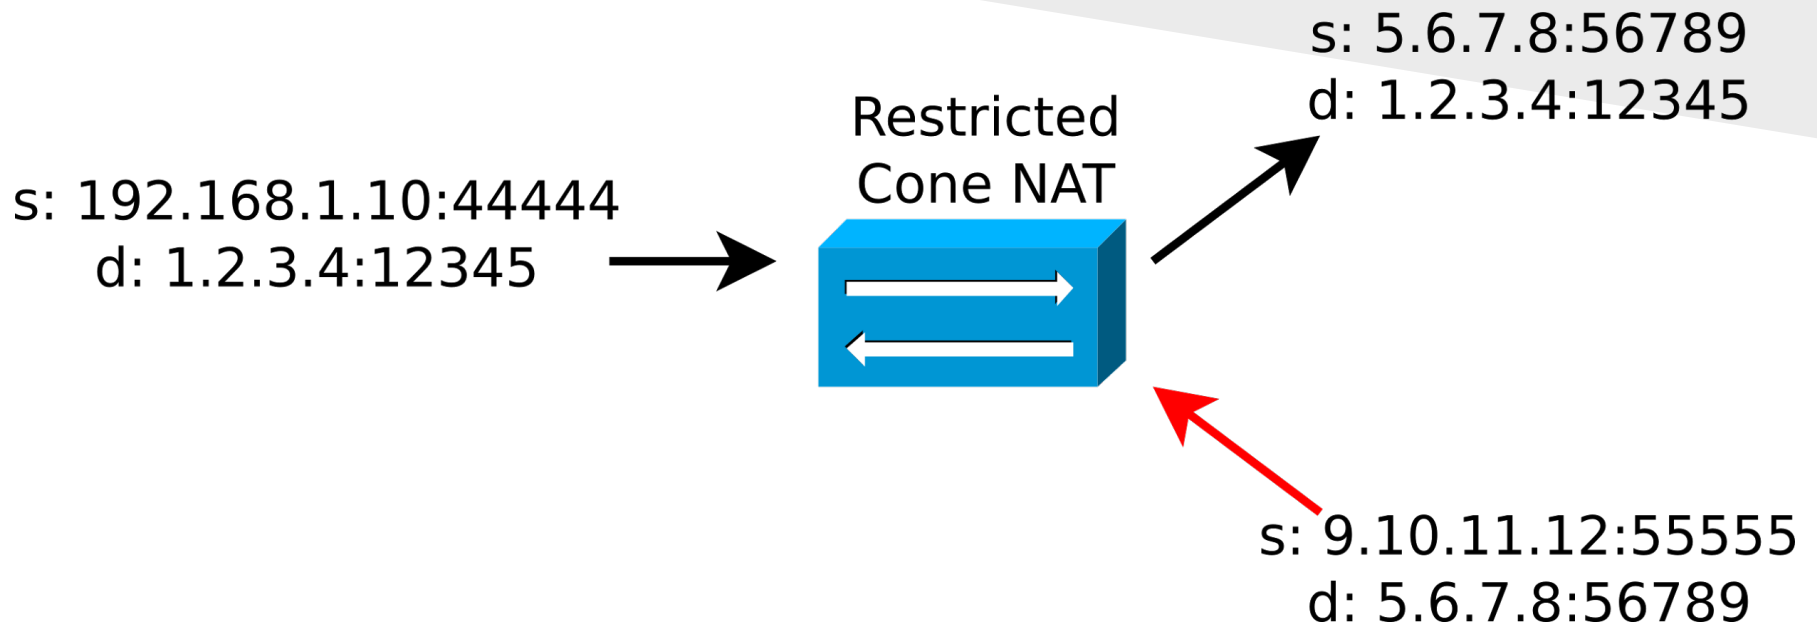 s: 5.6.7.8:56789
d: 1.2.3.4:12345
Restricted
Cone NAT
s: 192.168.1.10:44444
d: 1.2.3.4:12345
s: 9.10.11.12:55555
d: 5.6.7.8:56789